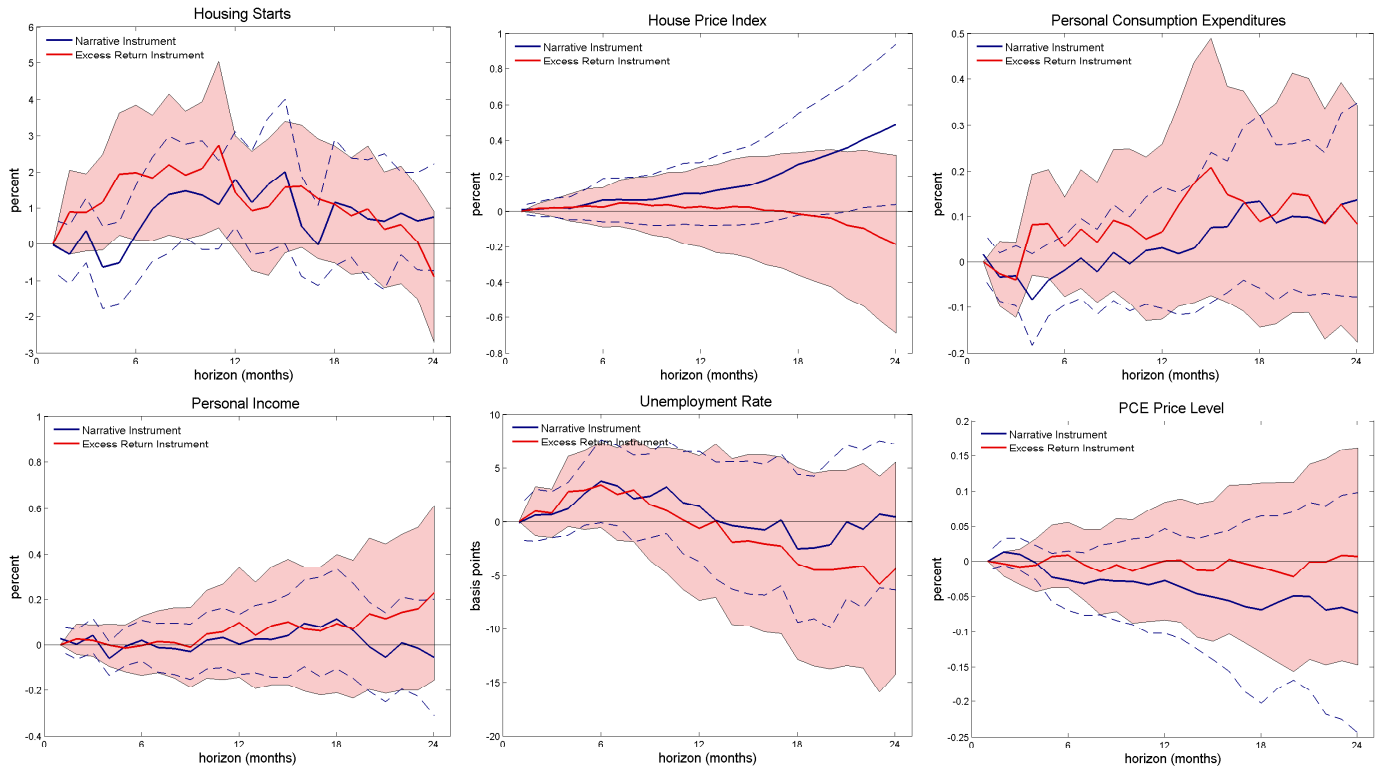 Housing Starts
Narrative Instrument
Excess Return Instrument
percent
6
5
4
3
2
1
0
-1
-2
-3
0
6
12
18
24
horizon (months)
House Price Index
Narrative Instrument
Excess Return Instrument
percent
1
0.8
0.6
0.4
0.2
0
-0.2
-0.4
-0.6
-0.8
0
6
12
18
24
horizon (months)
Personal Consumption Expenditures
Narrative Instrument
Excess Return Instrument
percent
0.5
0.4
0.3
0.2
0.1
0
-0.1
-0.2
0
6
12
18
24
horizon (months)
Personal Income
Narrative Instrument
Excess Return Instrument
percent
1
0.8
0.6
0.4
0.2
0
-0.2
-0.4
0
6
12
18
24
horizon (months)
Unemployment Rate
Narrative Instrument
Excess Return Instrument
basis points
10
5
0
-5
-10
-15
-20
0
6
12
18
24
horizon (months)
PCE Price Level
Narrative Instrument
Excess Return Instrument
percent
0.2
0.15
0.1
0.05
0
-0.05
-0.1
-0.15
-0.2
-0.25
0
6
12
18
24
horizon (months)